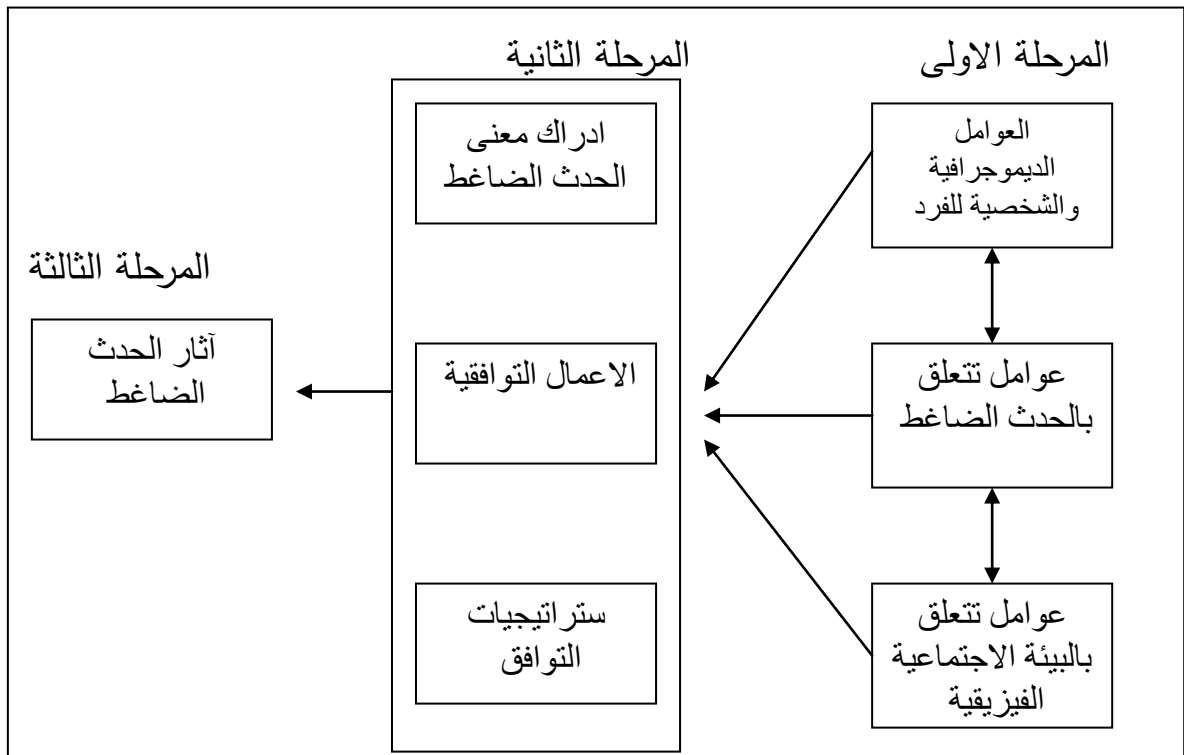 المرحلة الاولى
العوامل
الديموجرافية
والشخصية للفرد
عوامل تتعلق
بالحدث الضاغط
عوامل تتعلق
بالبيئة الاجتماعية
الفيزيقية
المرحلة الثانية
ادراك معنى
الحدث الضاغط
الاعمال التوافقية
ستراتيجيات
التوافق
المرحلة الثالثة
آثار الحدث
الضاغط